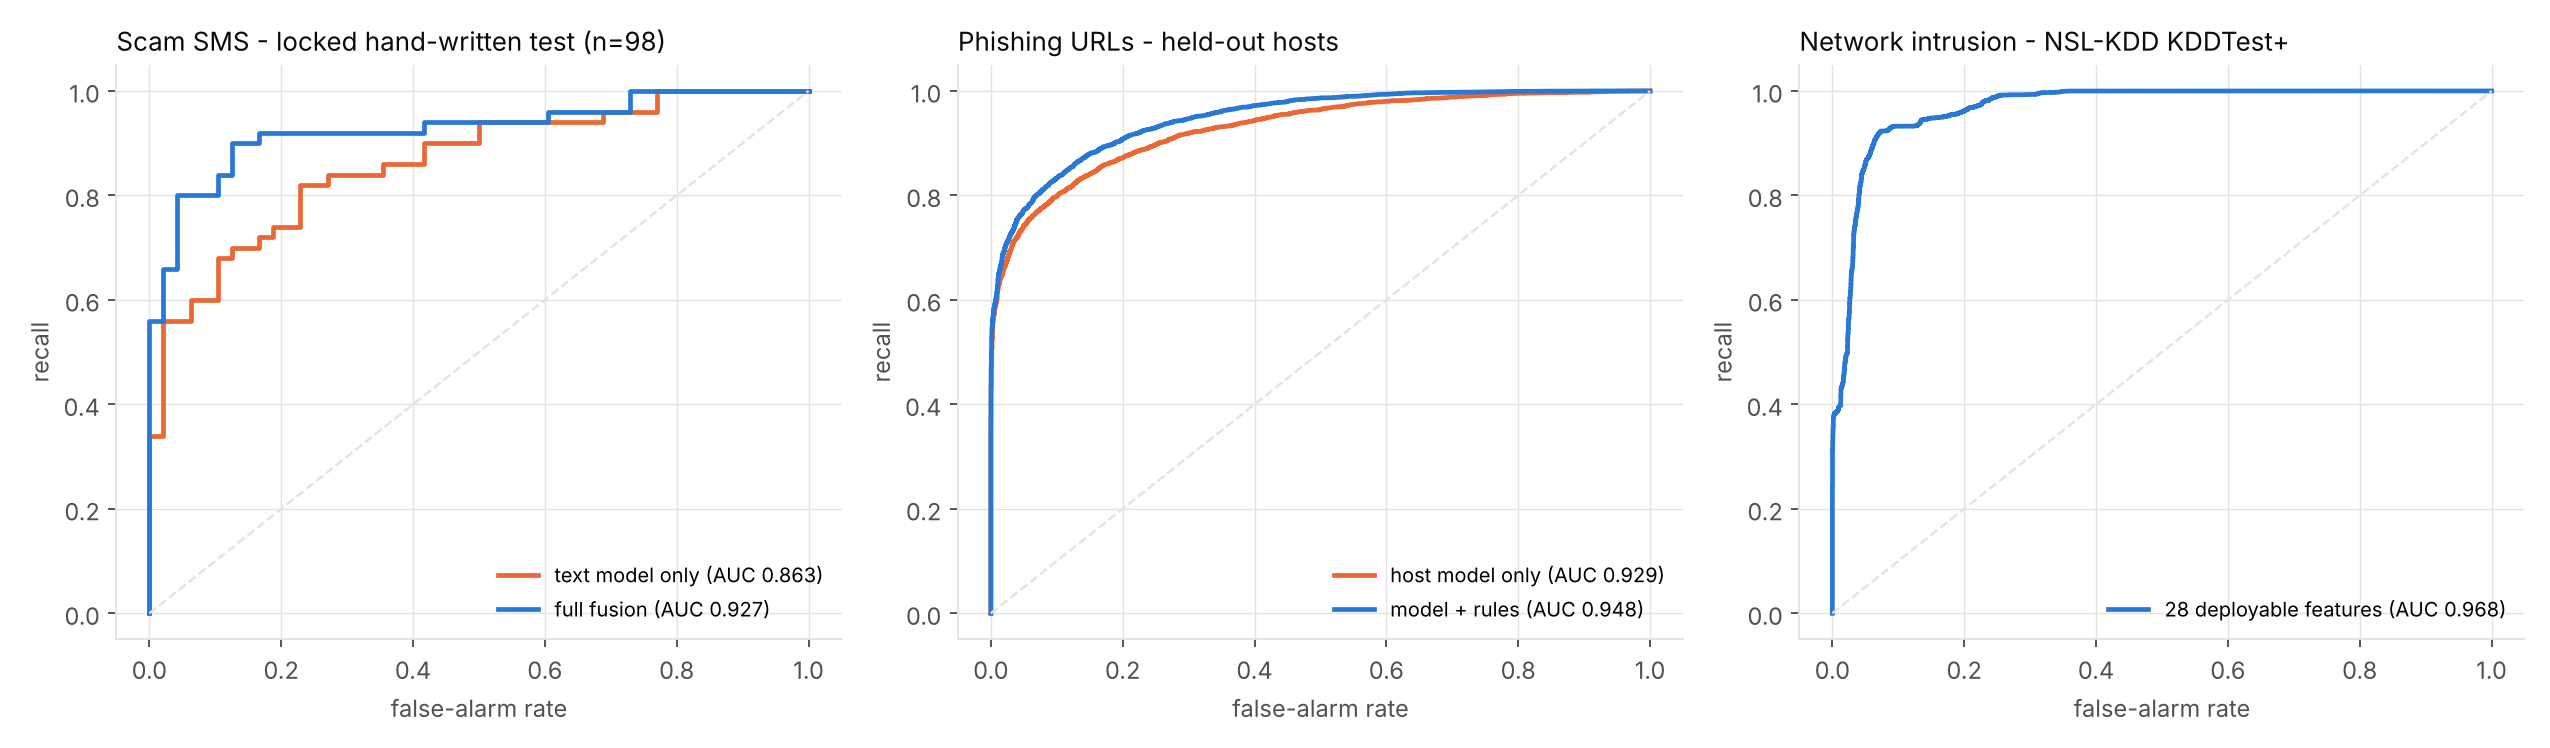 Scam SMS - locked hand-written test (n=98)
1.0
0.8
0.6
0.4
0.2
0.0
recall
text model only (AUC 0.863)
full fusion (AUC 0.927)
0.0 0.2 0.4 0.6 0.8 1.0
false-alarm rate
Phishing URLs - held-out hosts
1.0
0.8
0.6
0.4
0.2
0.0
recall
host model only (AUC 0.929)
model + rules (AUC 0.948)
0.0 0.2 0.4 0.6 0.8 1.0
false-alarm rate
Network intrusion - NSL-KDD KDDTest+
1.0
0.8
0.6
0.4
0.2
0.0
recall
28 deployable features (AUC 0.968)
0.0 0.2 0.4 0.6 0.8 1.0
false-alarm rate